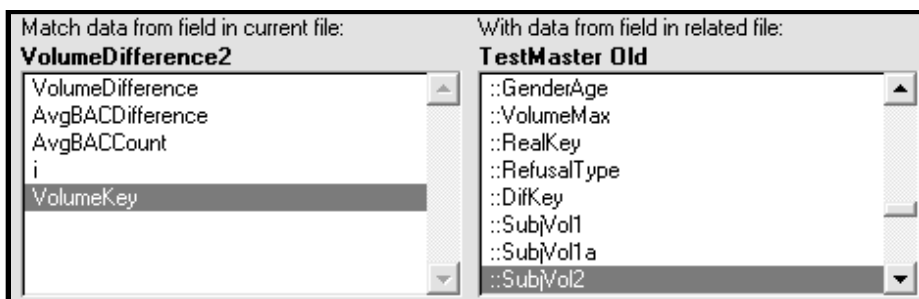 Match data from field in current file:
VolumeDifference2
VolumeDifference
AvgBACDifference
AvgBACCount
i
VolumeKey
With data from field in related file:
TestMaster Old
::GenderAge
::VolumeMax
::RealKey
::RefusalType
::DifKey
::SubjVol1
::SubjVol1a
::SubjVol2